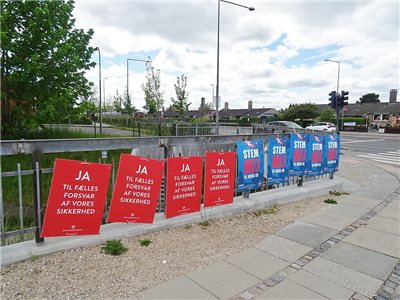 JA
TIL FÆLLES
FORSVAR
AF VORES
SIKKERHED
JA
TIL FÆLLES
FORSVAR
AF VORES
SIKKERHED
JA
TIL FÆLLES
FORSVAR
AF VORES
SIKKERHED
JA
TIL FÆLLES
FORSVAR
AF VORES
SIKKERHED
STEM
STEM
STEM
STEM